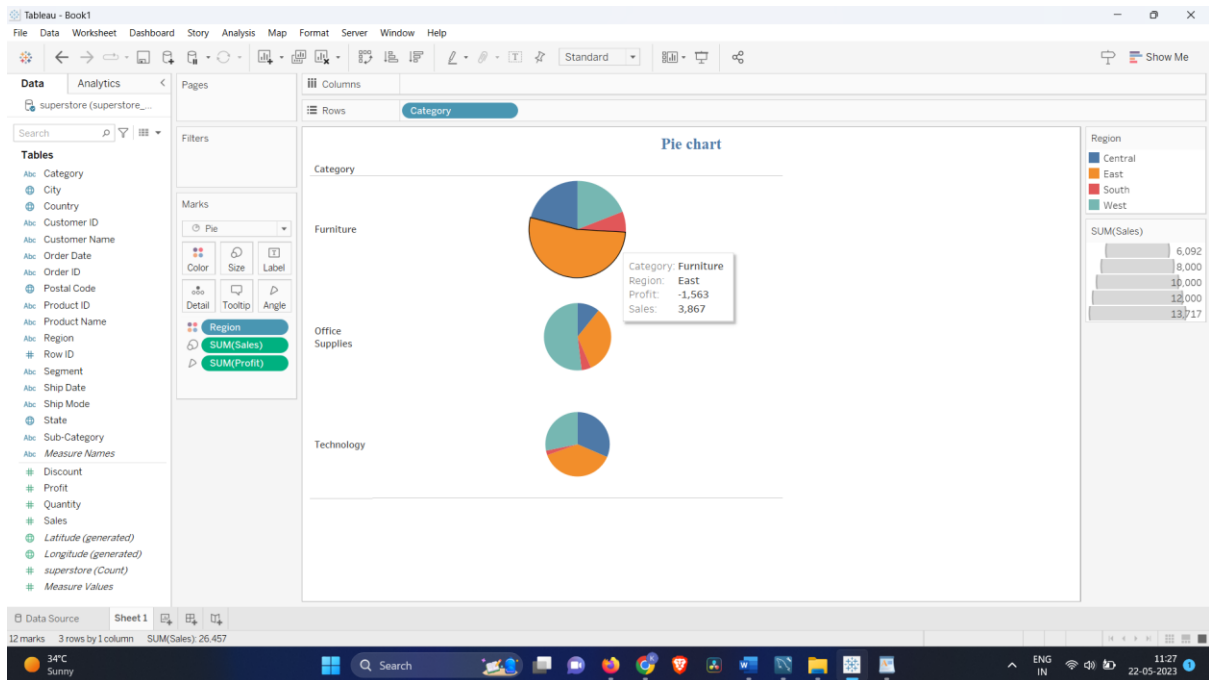 Tableau - Book1
File Data Worksheet Dashboard Story Analysis Map Format Server Window Help
Standard
Show Me
Data Analytics
superstore (superstore_...
Search
Tables
Abc Category
City
Country
Abc Customer ID
Abc Customer Name
Abc Order Date
Abc Order ID
Postal Code
Abc Product ID
Abc Product Name
Abc Region
# Row ID
Abc Segment
Abc Ship Date
Abc Ship Mode
State
Abc Sub-Category
Abc Measure Names
# Discount
# Profit
# Quantity
# Sales
Latitude (generated)
Longitude (generated)
# superstore (Count)
# Measure Values
Pages
Filters
Marks
Pie
Color Size Label
Detail Tooltip Angle
Region
SUM(Sales)
SUM(Profit)
Columns
Rows Category
Pie chart
Category
Furniture
Category: Furniture
Region: East
Profit: -1,563
Sales: 3,867
Office
Supplies
Technology
Region
Central
East
South
West
SUM(Sales)
6,092
8,000
10,000
12,000
13,717
Data Source Sheet 1
12 marks 3 rows by 1 column SUM(Sales): 26,457
34°C
Sunny
Search
ENG
IN
11:27
22-05-2023
1